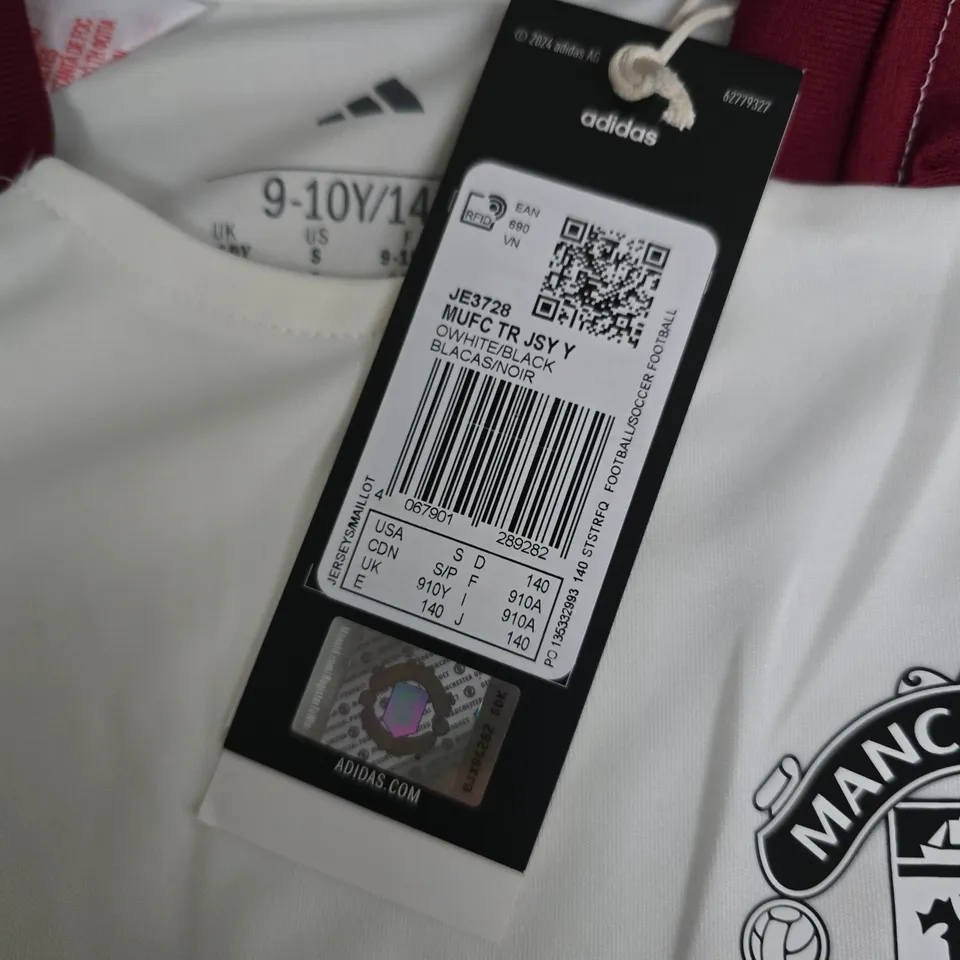 © 2024 adidas AG
62779327
adidas
9-10Y/14
UK
US
F
S
RFID
EAN
690
VN
JE3728
MUFC TR JSY Y
OWHITE/BLACK
BLACAS/NOIR
JERSEYS/MAILLOT
FOOTBALL/SOCCER FOOTBALL
PO 135332993 140 STSTRFQ
4 067901 289282
USA S D 140
CDN S/P F 910A
UK 910Y I 910A
E 140 J 140
ADIDAS.COM
MANC